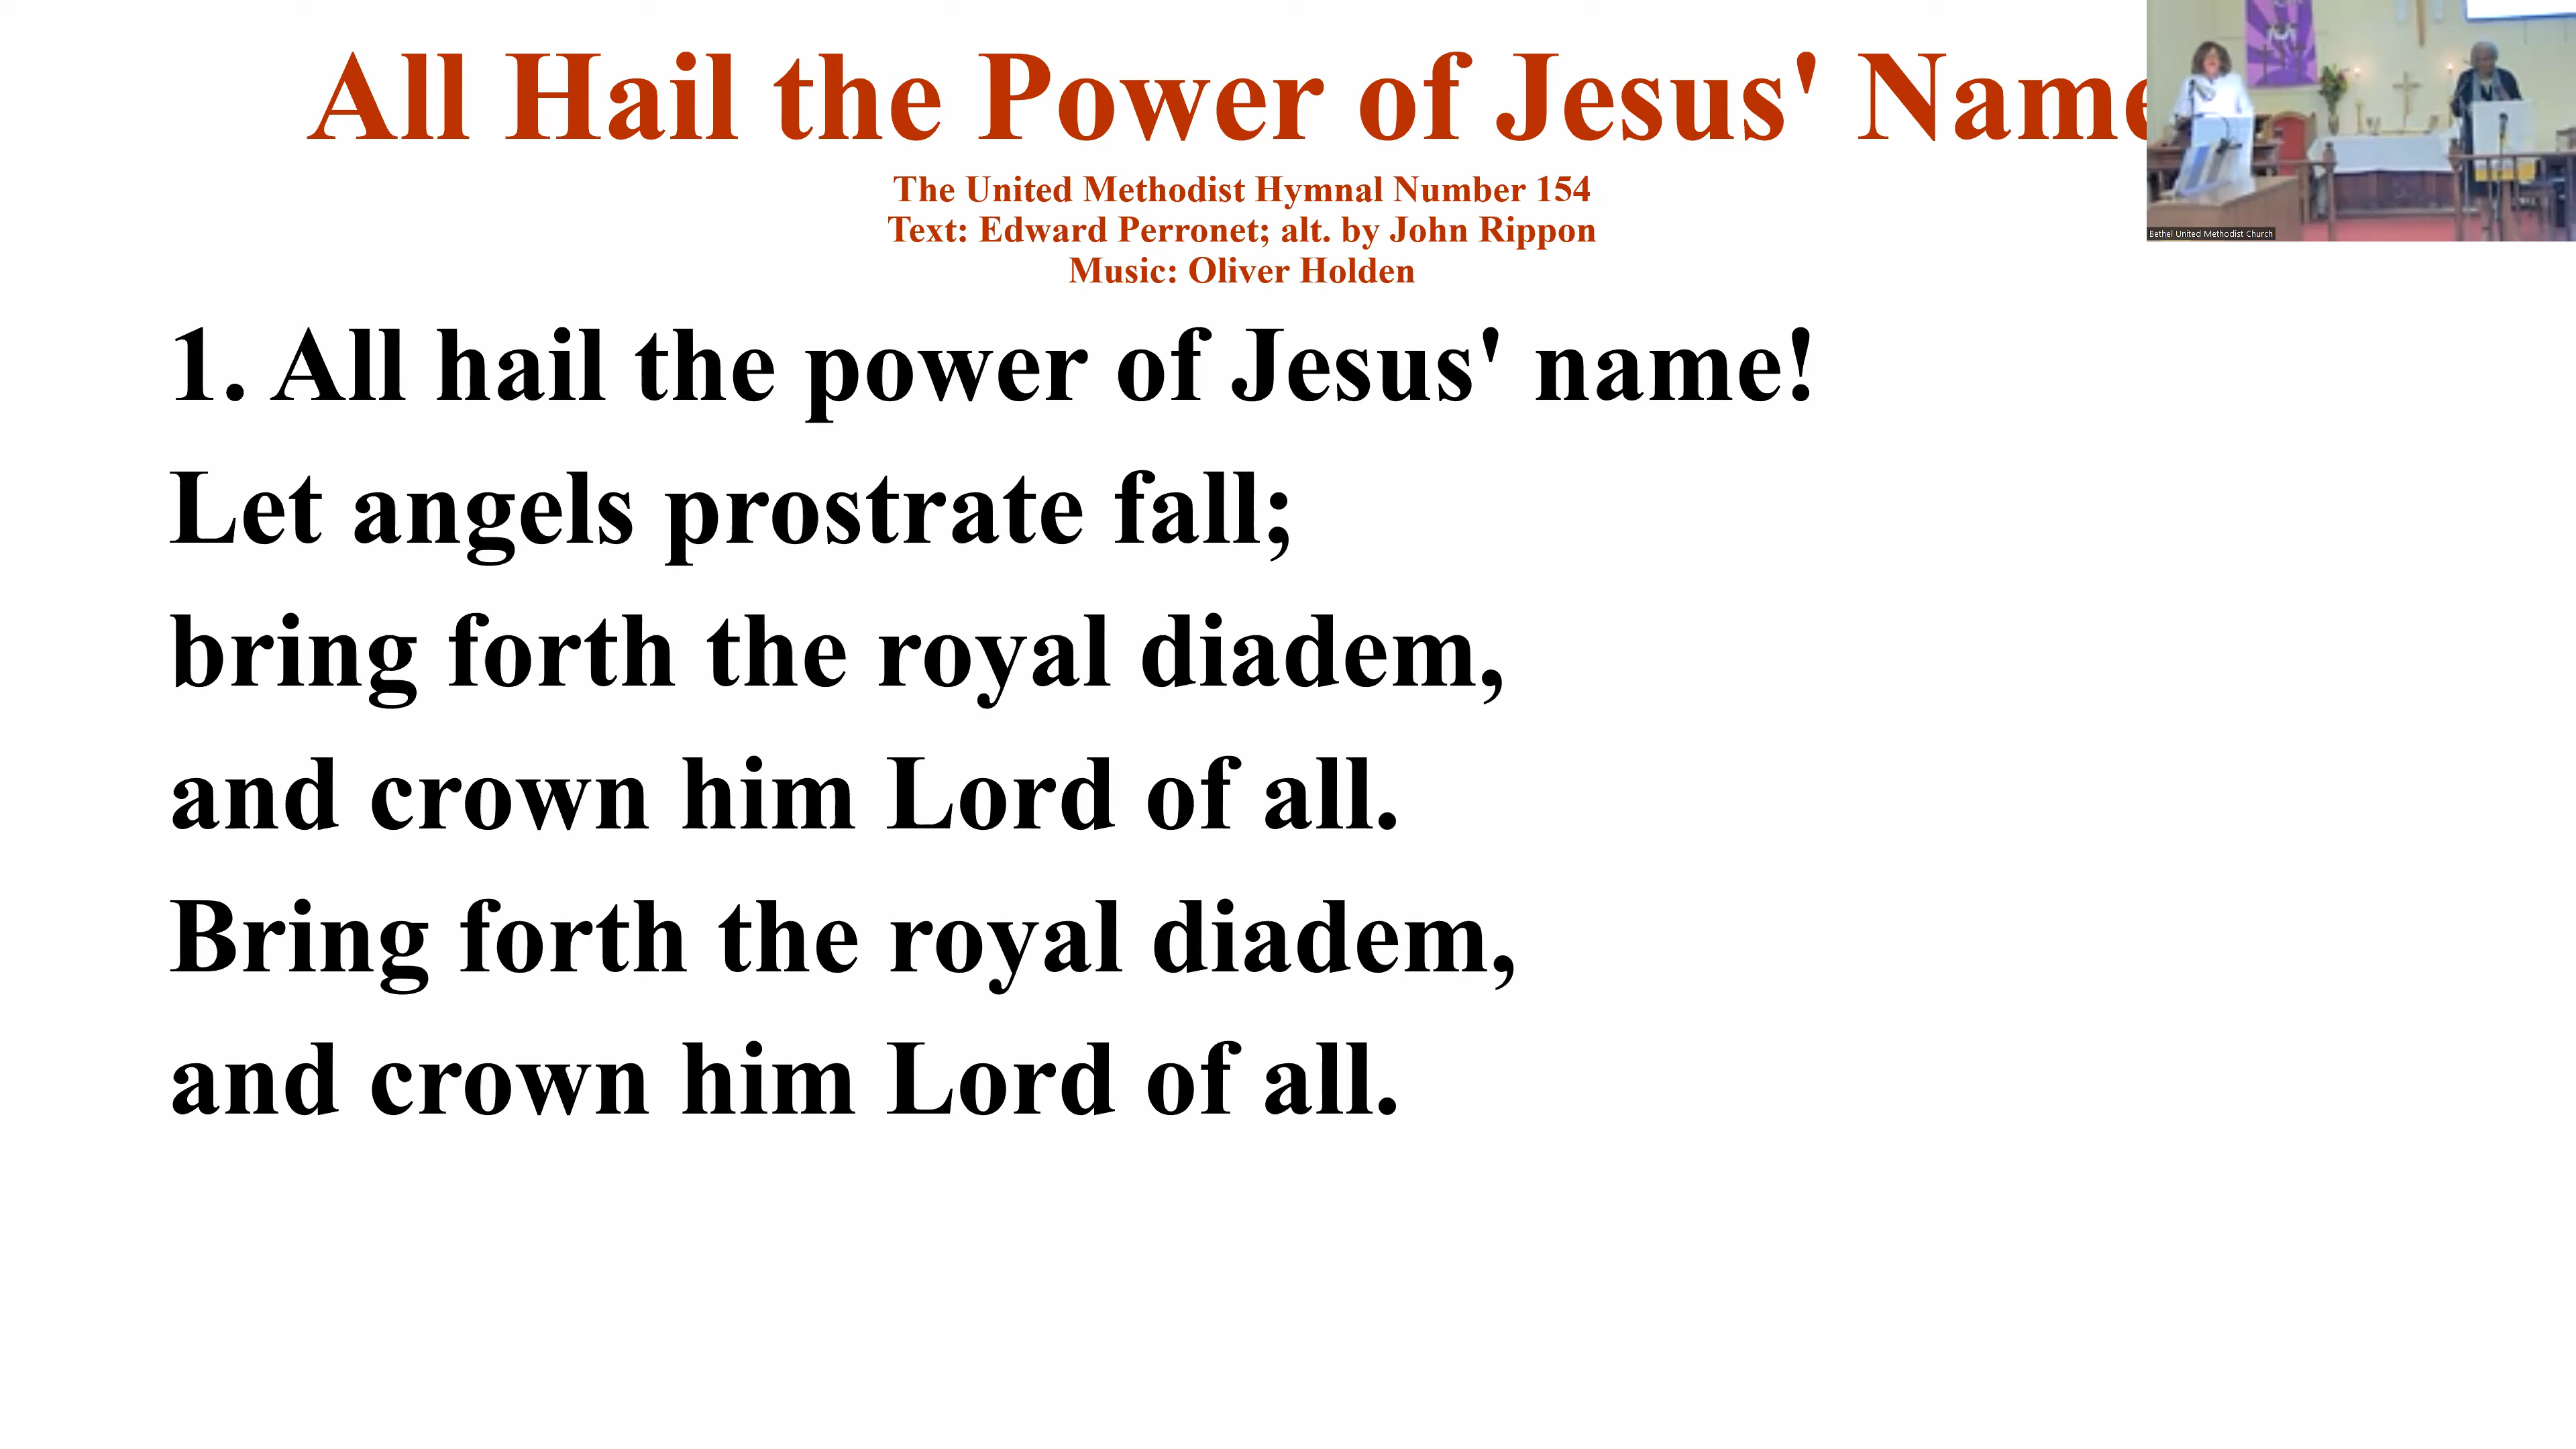 All Hail the Power of Jesus' Name
The United Methodist Hymnal Number 154
Text: Edward Perronet; alt. by John Rippon
Music: Oliver Holden
1. All hail the power of Jesus' name!
Let angels prostrate fall;
bring forth the royal diadem,
and crown him Lord of all.
Bring forth the royal diadem,
and crown him Lord of all.
Bethel United Methodist Church